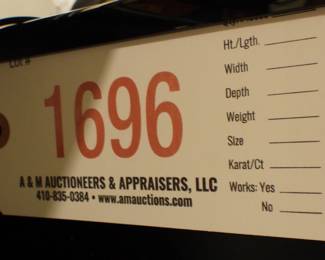 Lot #
1696
A & M AUCTIONEERS & APPRAISERS, LLC
410-835-0384 • www.amauctions.com
Ht./Lgth.
Width
Depth
Weight
Size
Karat/Ct
Works: Yes
No